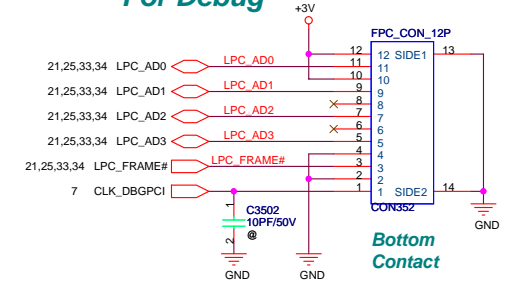 For Debug
+3V
FPC_CON_12P
12 12 SIDE1 13
21,25,33,34 LPC_AD0 LPC_AD0 11 11
10 10
21,25,33,34 LPC_AD1 LPC_AD1 9 9
8 8
21,25,33,34 LPC_AD2 LPC_AD2 7 7
6 6
21,25,33,34 LPC_AD3 LPC_AD3 5 5
4 4
21,25,33,34 LPC_FRAME# LPC_FRAME# 3 3
2 2
7 CLK_DBGPCI 1 1 SIDE2 14
CON352
1 C3502
10PF/50V
2 @
GND
GND
GND
Bottom
Contact